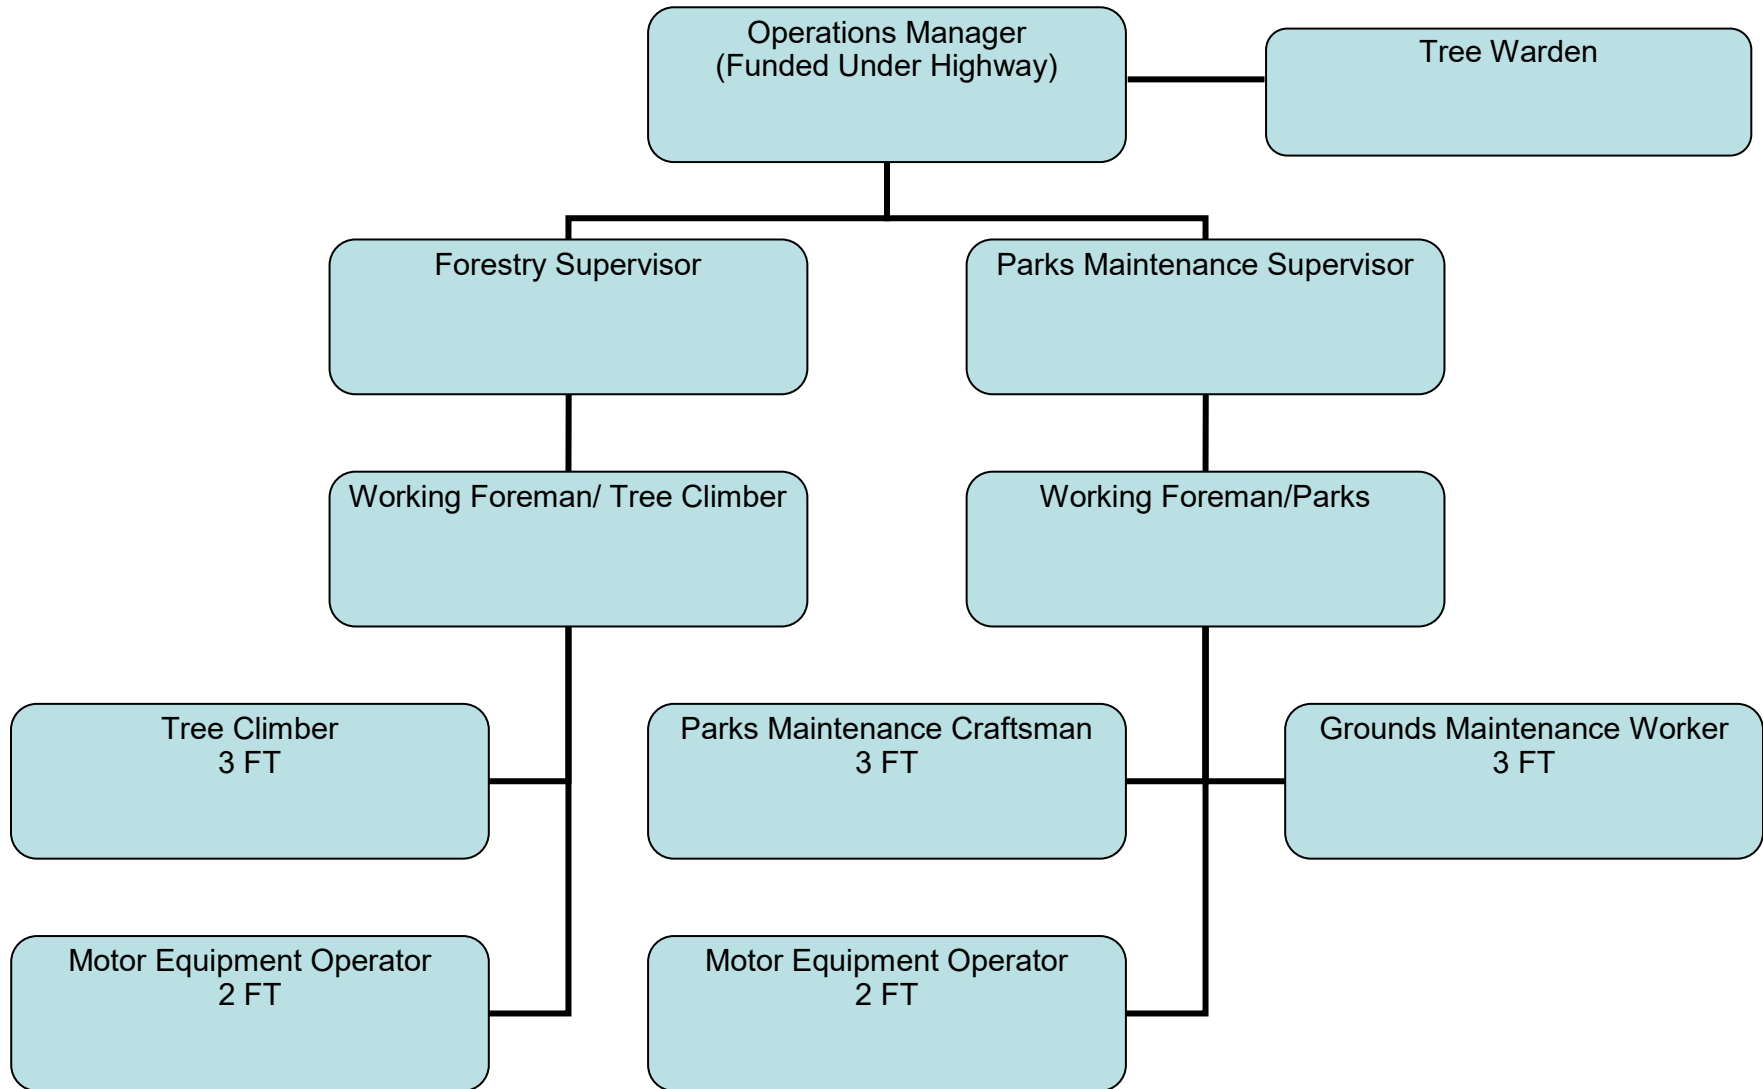 Operations Manager
(Funded Under Highway)
Tree Warden
Forestry Supervisor
Parks Maintenance Supervisor
Working Foreman/ Tree Climber
Working Foreman/Parks
Tree Climber
3 FT
Parks Maintenance Craftsman
3 FT
Grounds Maintenance Worker
3 FT
Motor Equipment Operator
2 FT
Motor Equipment Operator
2 FT